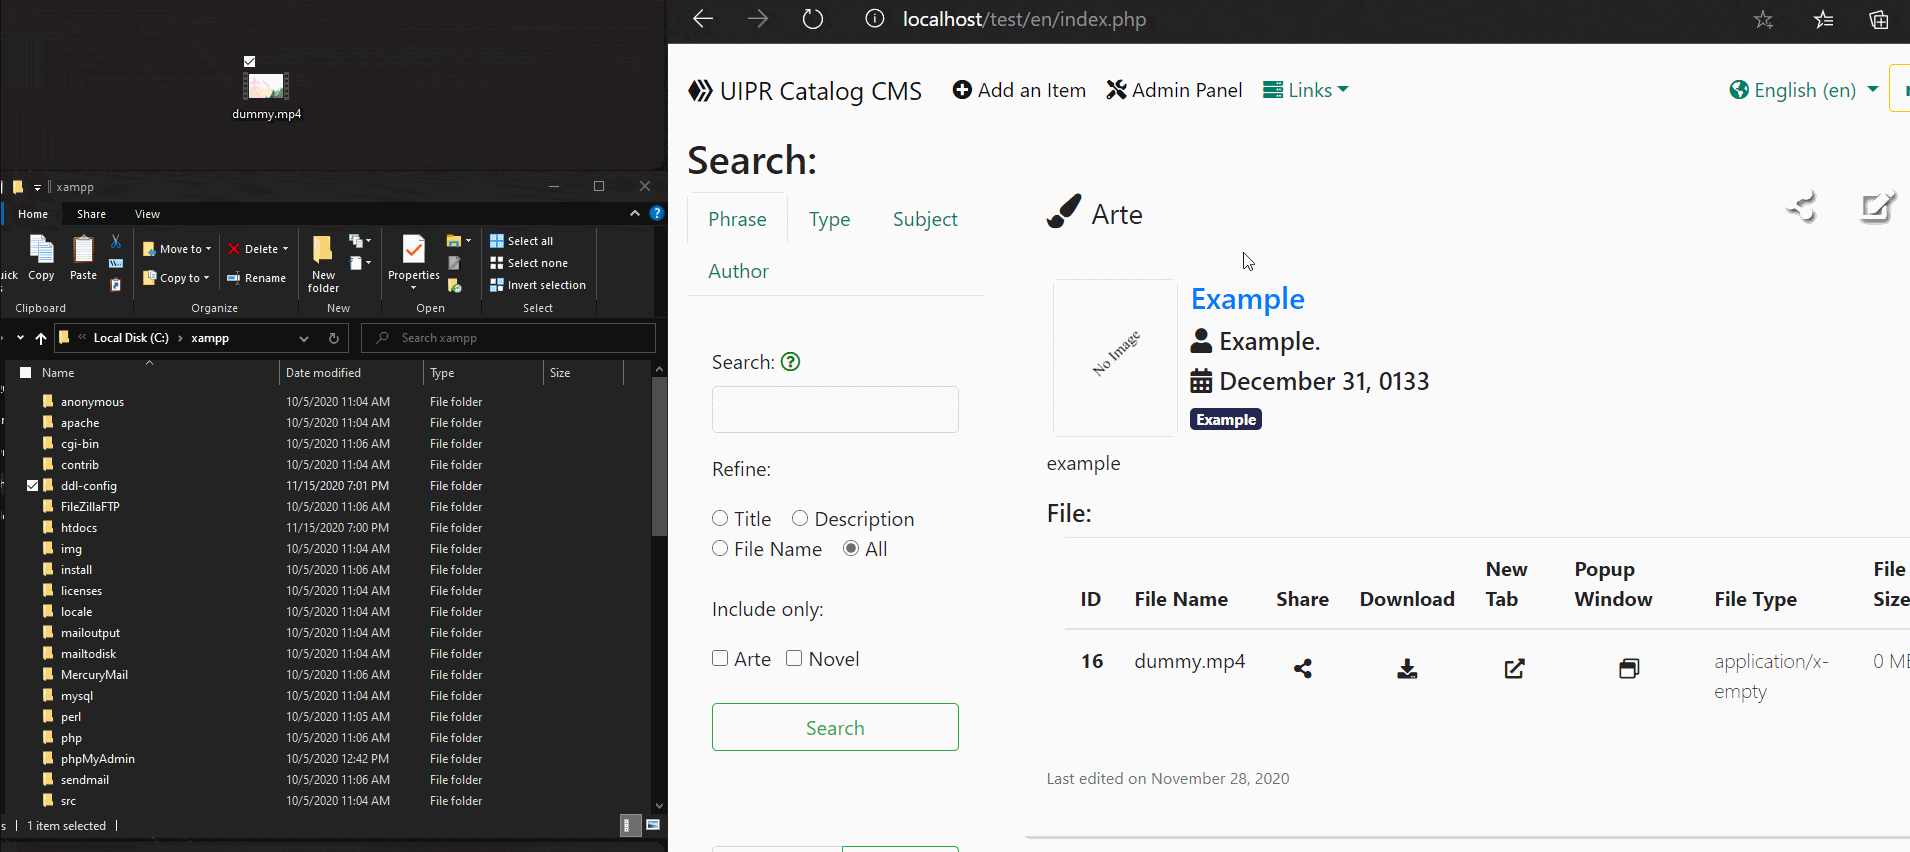 dummy.mp4
xampp
Home Share View
Copy Paste
Move to Delete
Copy to Rename
New folder
Properties
Select all
Select none
Invert selection
Clipboard Organize New Open Select
« Local Disk (C:) > xampp Search xampp
Name Date modified Type Size
anonymous 10/5/2020 11:04 AM File folder
apache 10/5/2020 11:04 AM File folder
cgi-bin 10/5/2020 11:06 AM File folder
contrib 10/5/2020 11:04 AM File folder
ddl-config 11/15/2020 7:01 PM File folder
FileZillaFTP 10/5/2020 11:06 AM File folder
htdocs 11/15/2020 7:00 PM File folder
img 10/5/2020 11:04 AM File folder
install 10/5/2020 11:06 AM File folder
licenses 10/5/2020 11:04 AM File folder
locale 10/5/2020 11:04 AM File folder
mailoutput 10/5/2020 11:04 AM File folder
mailtodisk 10/5/2020 11:04 AM File folder
MercuryMail 10/5/2020 11:06 AM File folder
mysql 10/5/2020 11:04 AM File folder
perl 10/5/2020 11:05 AM File folder
php 10/5/2020 11:06 AM File folder
phpMyAdmin 10/5/2020 12:42 PM File folder
sendmail 10/5/2020 11:06 AM File folder
src 10/5/2020 11:04 AM File folder
1 item selected
localhost/test/en/index.php
UIPR Catalog CMS Add an Item Admin Panel Links English (en)
Search:
Phrase Type Subject
Author
Search:
Refine:
Title Description
File Name All
Include only:
Arte Novel
Search
Arte
No Image
Example
Example.
December 31, 0133
Example
example
File:
ID File Name Share Download New Tab Popup Window File Type File Size
16 dummy.mp4 application/x-empty 0
Last edited on November 28, 2020